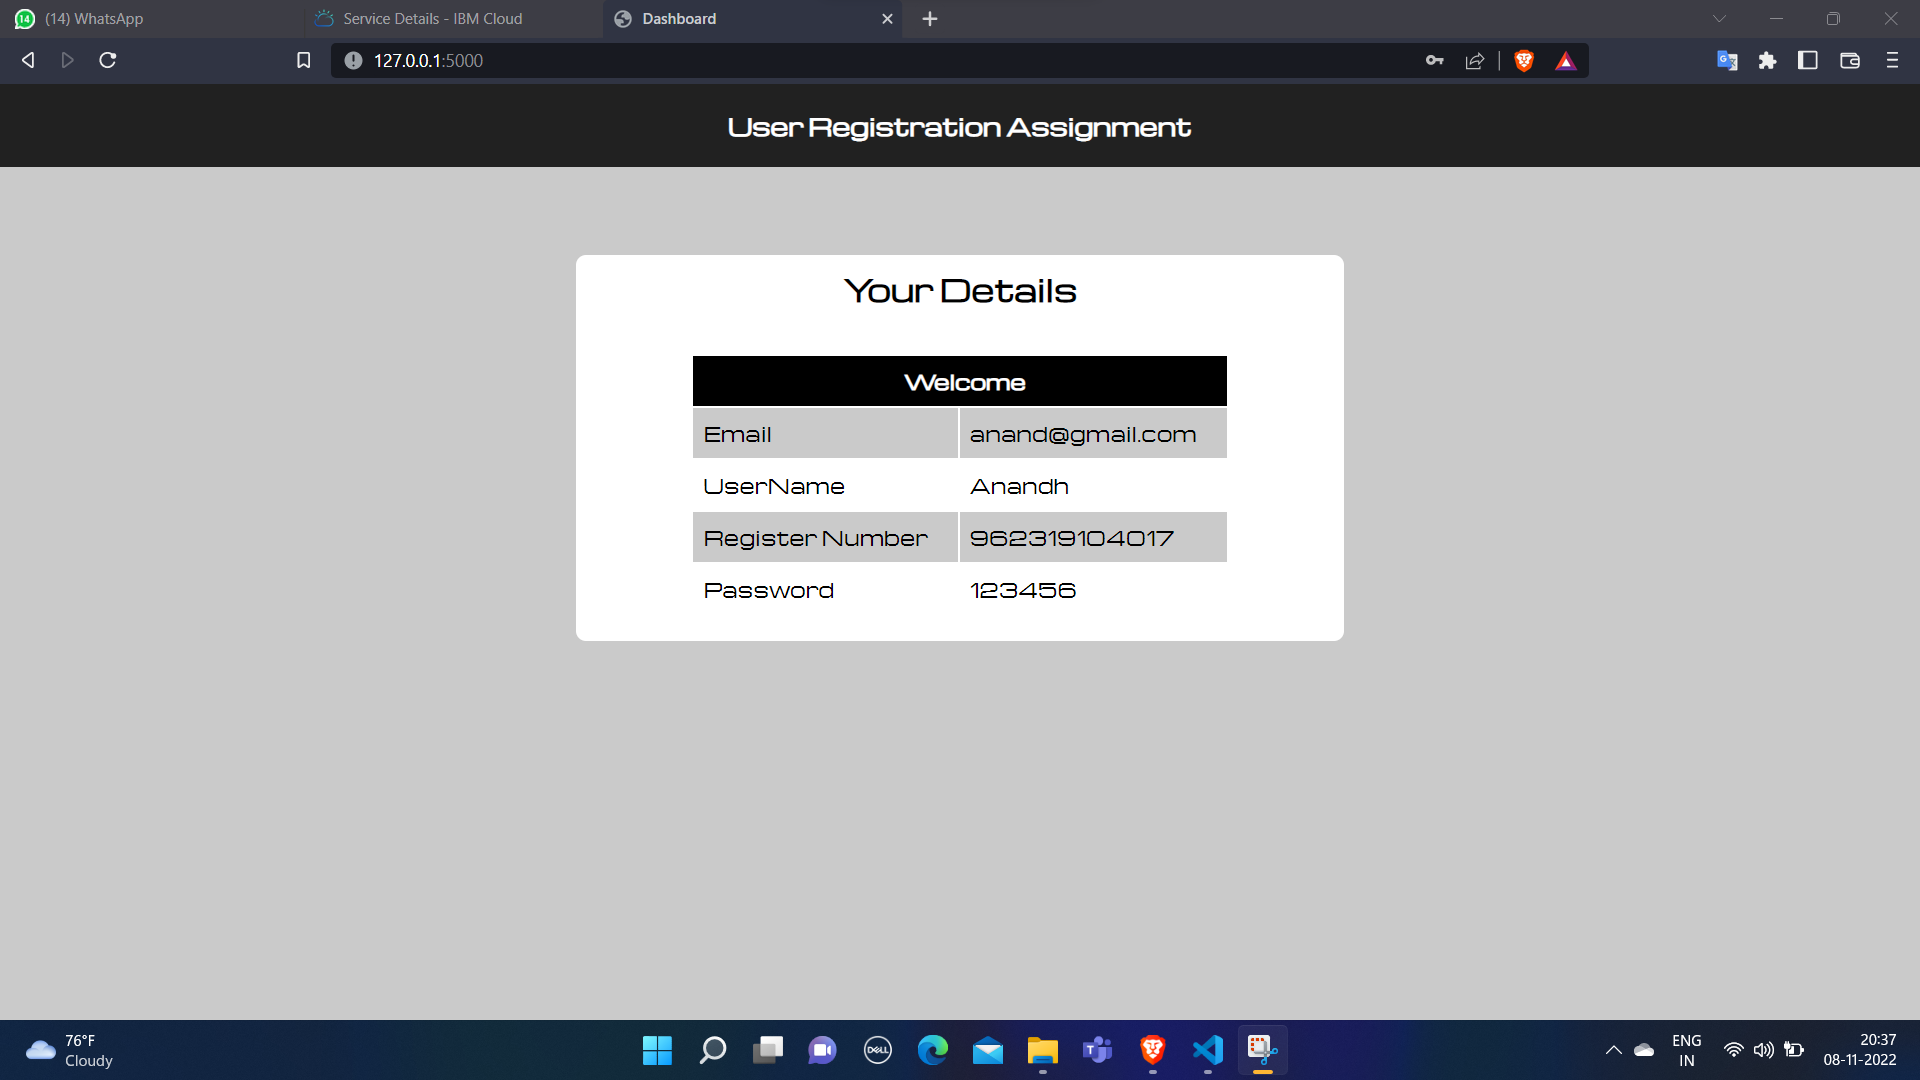 14 (14) WhatsApp
Service Details - IBM Cloud
Dashboard
127.0.0.1:5000
User Registration Assignment
Your Details
Welcome
Email anand@gmail.com
UserName Anandh
Register Number 962319104017
Password 123456
76°F
Cloudy
DELL
ENG
IN
20:37
08-11-2022